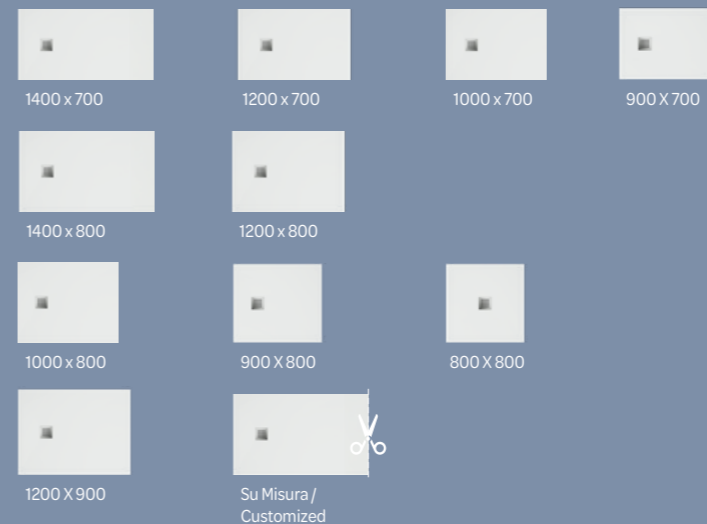 1400 x 700
1200 x 700
1000 x 700
900 X 700
1400 x 800
1200 x 800
1000 x 800
900 X 800
800 X 800
1200 X 900
Su Misura /
Customized